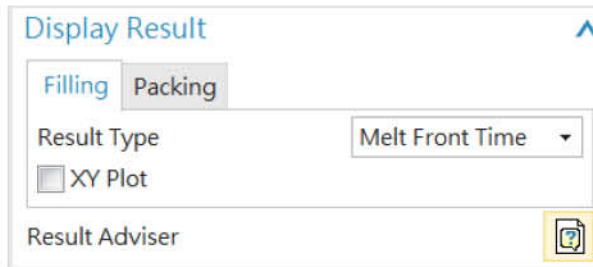 Display Result
Filling Packing
Result Type Melt Front Time
XY Plot
Result Adviser